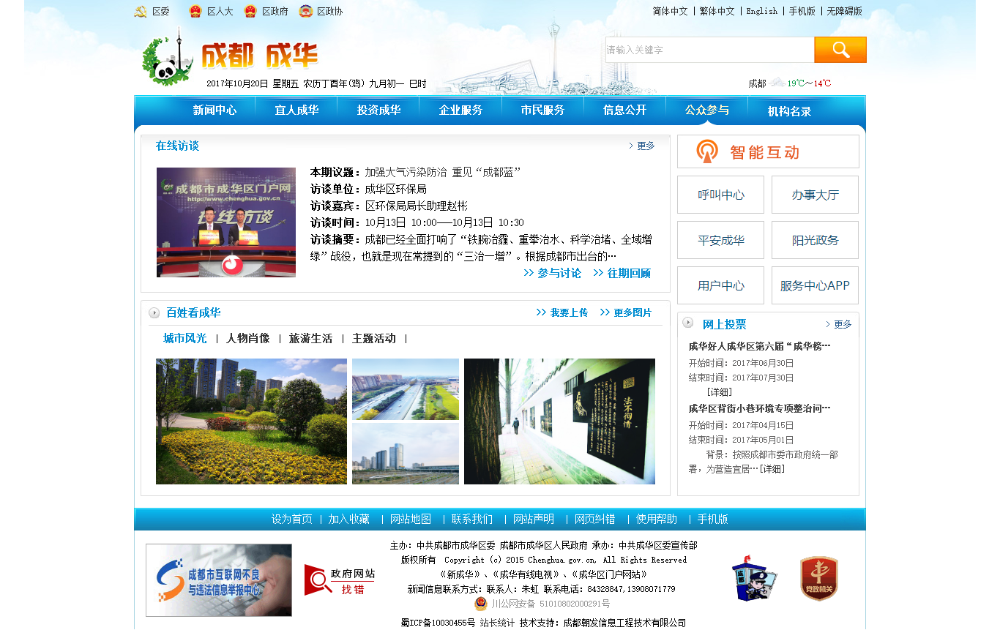 区委 区人大 区政府 区政协
简体中文 | 繁体中文 | English | 手机版 | 无障碍版
成都 成华
请输入关键字
2017年10月20日 星期五 农历丁酉年(鸡) 九月初一 巳时
成都 19℃～14℃
新闻中心 宜人成华 投资成华 企业服务 市民服务 信息公开 公众参与 机构名录
在线访谈
> 更多
成都市成华区门户网
http://www.chenghua.gov.cn
在线访谈
本期议题：加强大气污染防治 重见“成都蓝”
访谈单位：成华区环保局
访谈嘉宾：区环保局局长助理赵彬
访谈时间：10月13日 10:00——10月13日 10:30
访谈摘要：成都已经全面打响了“铁腕治霾、重拳治水、科学治堵、全域增
绿”战役，也就是现在常提到的“三治一增”。根据成都市出台的…
>> 参与讨论 >> 往期回顾
智能互动
呼叫中心 办事大厅
平安成华 阳光政务
用户中心 服务中心APP
百姓看成华
>> 我要上传 >> 更多图片
城市风光 | 人物肖像 | 旅游生活 | 主题活动 |
法不徇情
网上投票
> 更多
成华好人成华区第六届“成华榜…
开始时间：2017年06月30日
结束时间：2017年07月30日
[详细]
成华区背街小巷环境专项整治问…
开始时间：2017年04月15日
结束时间：2017年05月01日
背景：按照成都市委市政府统一部
署，为营造宜居…[详细]
设为首页 | 加入收藏 | 网站地图 | 联系我们 | 网站声明 | 网页纠错 | 使用帮助 | 手机版
成都市互联网不良
与违法信息举报中心
政府网站
找错
主办：中共成都市成华区委 成都市成华区人民政府 承办：中共成华区委宣传部
版权所有 Copyright (c) 2015 Chenghua.gov.cn, All Rights Reserved
《新成华》、《成华有线电视》、《成华区门户网站》
新闻信息联系方式：联系人：朱虹 联系电话：84328847,13908071779
川公网安备 51010802000291号
蜀ICP备10030455号 站长统计 技术支持：成都朝发信息工程技术有限公司
党政机关